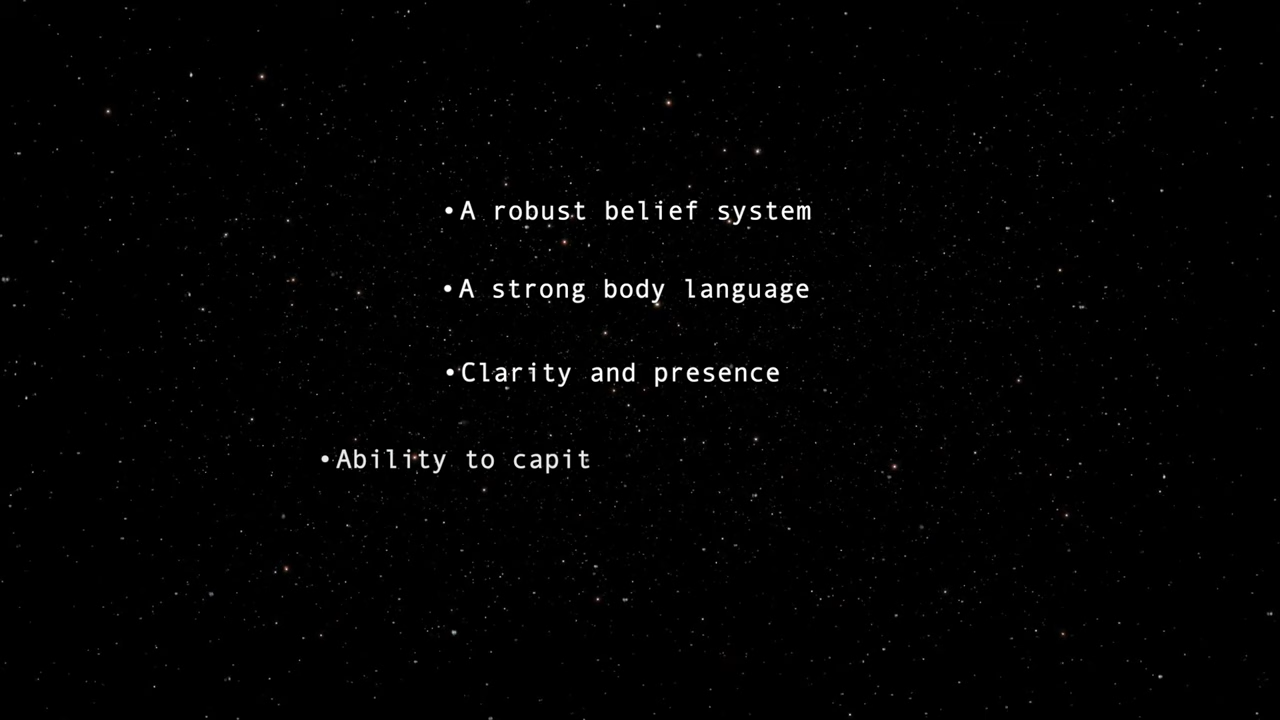 •A robust belief system
•A strong body language
•Clarity and presence
•Ability to capit